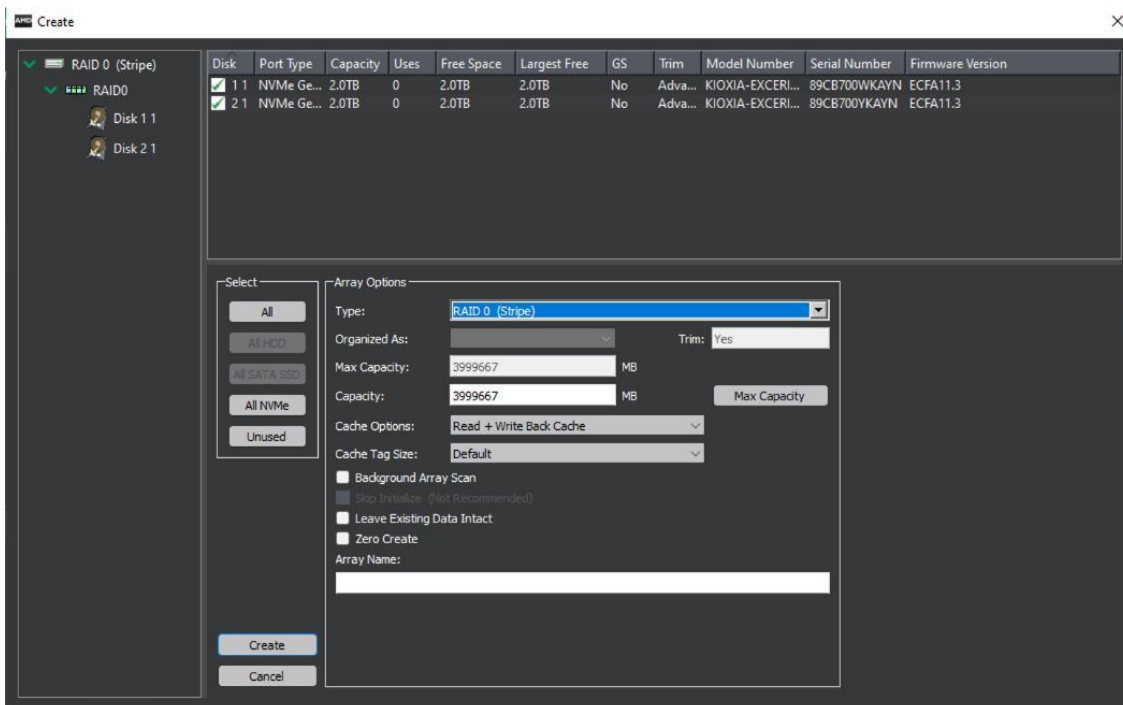 AMD Create
RAID 0 (Stripe)
RAID0
Disk 1 1
Disk 2 1
Disk Port Type Capacity Uses Free Space Largest Free GS Trim Model Number Serial Number Firmware Version
1 1 NVMe Ge... 2.0TB 0 2.0TB 2.0TB No Adva... KIOXIA-EXCERI... 89CB700WKAYN ECFA11.3
2 1 NVMe Ge... 2.0TB 0 2.0TB 2.0TB No Adva... KIOXIA-EXCERI... 89CB700YKAYN ECFA11.3
Select
All
All HDD
All SATA SSD
All NVMe
Unused
Array Options
Type: RAID 0 (Stripe)
Organized As: Trim: Yes
Max Capacity: 3999667 MB
Capacity: 3999667 MB Max Capacity
Cache Options: Read + Write Back Cache
Cache Tag Size: Default
Background Array Scan
Skip Initialize (Not Recommended)
Leave Existing Data Intact
Zero Create
Array Name:
Create
Cancel